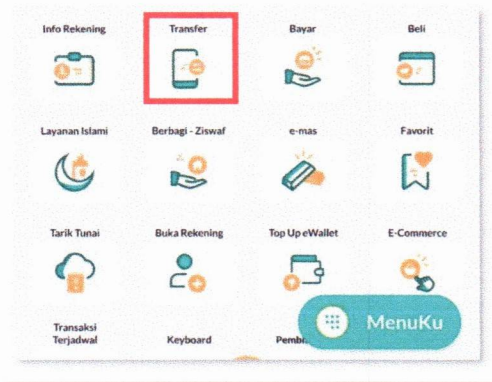 Info Rekening Transfer Bayar Beli
Layanan Islami Berbagi - Ziswaf e-mas Favorit
Tarik Tunai Buka Rekening Top Up eWallet E-Commerce
Transaksi
Terjadwal Keyboard
MenuKu